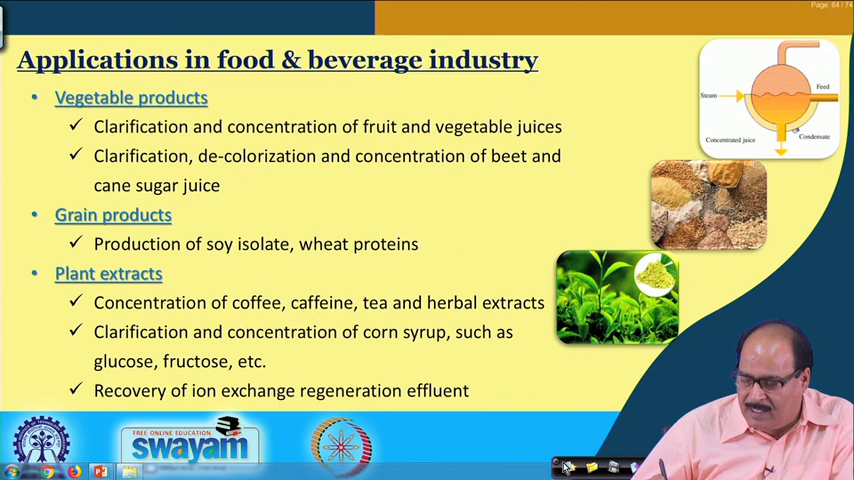 Page: 64 / 74
Applications in food & beverage industry
• Vegetable products
✓ Clarification and concentration of fruit and vegetable juices
✓ Clarification, de-colorization and concentration of beet and
cane sugar juice
• Grain products
✓ Production of soy isolate, wheat proteins
• Plant extracts
✓ Concentration of coffee, caffeine, tea and herbal extracts
✓ Clarification and concentration of corn syrup, such as
glucose, fructose, etc.
✓ Recovery of ion exchange regeneration effluent
Steam
Feed
Concentrated juice
Condensate
FREE ONLINE EDUCATION
swayam